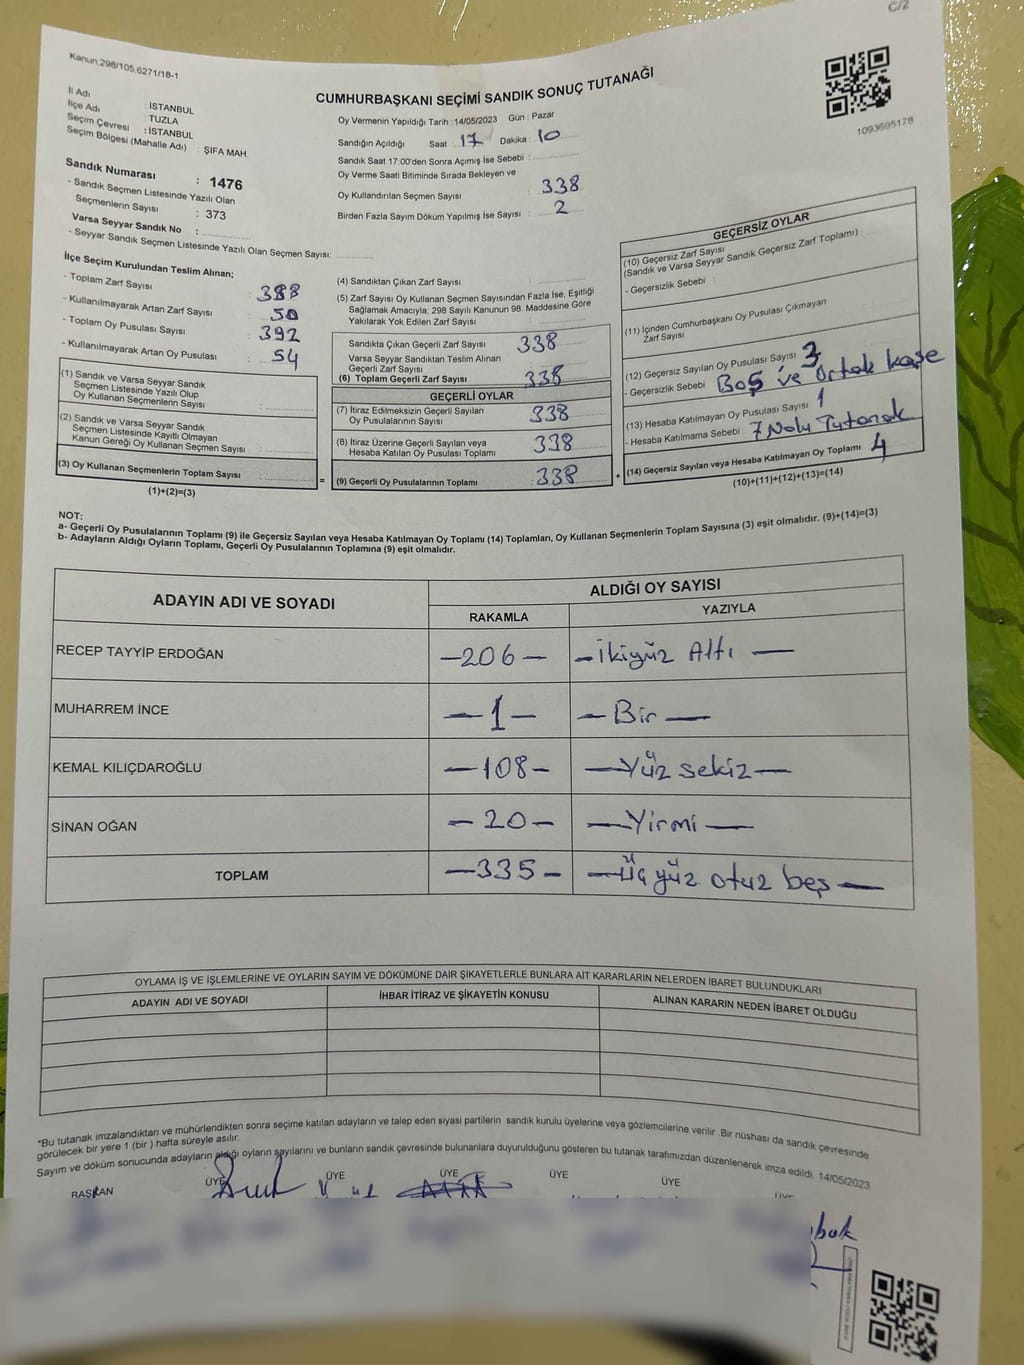 C/2
Kanun:298/105,6271/18-1
CUMHURBAŞKANI SEÇİMİ SANDIK SONUÇ TUTANAĞI
1093695178
İl Adı : İSTANBUL
İlçe Adı : TUZLA
Seçim Çevresi : İSTANBUL
Seçim Bölgesi (Mahalle Adı) : ŞİFA MAH
Sandık Numarası : 1476
- Sandık Seçmen Listesinde Yazılı Olan
Seçmenlerin Sayısı : 373
Varsa Seyyar Sandık No :
- Seyyar Sandık Seçmen Listesinde Yazılı Olan Seçmen Sayısı:
Oy Vermenin Yapıldığı Tarih : 14/05/2023 Gün : Pazar
Sandığın Açıldığı Saat : 17 Dakika : 10
Sandık Saat 17:00'den Sonra Açımış İse Sebebi :
Oy Verme Saati Bitiminde Sırada Bekleyen ve
Oy Kullandırılan Seçmen Sayısı : 338
Birden Fazla Sayım Döküm Yapılmış İse Sayısı : 2
İlçe Seçim Kurulundan Teslim Alınan;
- Toplam Zarf Sayısı : 388
- Kullanılmayarak Artan Zarf Sayısı : 50
- Toplam Oy Pusulası Sayısı : 392
- Kullanılmayarak Artan Oy Pusulası : 54
(1) Sandık ve Varsa Seyyar Sandık
Seçmen Listesinde Yazılı Olup
Oy Kullanan Seçmenlerin Sayısı :
(2) Sandık ve Varsa Seyyar Sandık
Seçmen Listesinde Kayıtlı Olmayan
Kanun Gereği Oy Kullanan Seçmen Sayısı :
(3) Oy Kullanan Seçmenlerin Toplam Sayısı :
(1)+(2)=(3)
(4) Sandıktan Çıkan Zarf Sayısı :
(5) Zarf Sayısı Oy Kullanan Seçmen Sayısından Fazla İse, Eşitliği
Sağlamak Amacıyla; 298 Sayılı Kanunun 98. Maddesine Göre
Yakılarak Yok Edilen Zarf Sayısı :
Sandıkta Çıkan Geçerli Zarf Sayısı : 338
Varsa Seyyar Sandıktan Teslim Alınan
Geçerli Zarf Sayısı :
(6) Toplam Geçerli Zarf Sayısı : 338
GEÇERLİ OYLAR
(7) İtiraz Edilmeksizin Geçerli Sayılan
Oy Pusulalarının Sayısı : 338
(8) İtiraz Üzerine Geçerli Sayılan veya
Hesaba Katılan Oy Pusulası Toplamı : 338
= (9) Geçerli Oy Pusulalarının Toplamı : 338 +
GEÇERSİZ OYLAR
(10) Geçersiz Zarf Sayısı
(Sandık ve Varsa Seyyar Sandık Geçersiz Zarf Toplamı) :
- Geçersizlik Sebebi :
(11) İçinden Cumhurbaşkanı Oy Pusulası Çıkmayan
Zarf Sayısı
(12) Geçersiz Sayılan Oy Pusulası Sayısı : 3
- Geçersizlik Sebebi : Boş ve Ortak kaşe
(13) Hesaba Katılmayan Oy Pusulası Sayısı : 1
- Hesaba Katılmama Sebebi : 7 Nolu Tutanak
(14) Geçersiz Sayılan veya Hesaba Katılmayan Oy Toplamı 4
(10)+(11)+(12)+(13)=(14)
NOT:
a- Geçerli Oy Pusulalarının Toplamı (9) ile Geçersiz Sayılan veya Hesaba Katılmayan Oy Toplamı (14) Toplamları, Oy Kullanan Seçmenlerin Toplam Sayısına (3) eşit olmalıdır. (9)+(14)=(3)
b- Adayların Aldığı Oyların Toplamı, Geçerli Oy Pusulalarının Toplamına (9) eşit olmalıdır.
ADAYIN ADI VE SOYADI ALDIĞI OY SAYISI
RAKAMLA YAZIYLA
RECEP TAYYİP ERDOĞAN -206- -İkiyüz Altı-
MUHARREM İNCE -1- -Bir-
KEMAL KILIÇDAROĞLU -108- -Yüz sekiz-
SİNAN OĞAN -20- -Yirmi-
TOPLAM -335- -Üçyüz otuz beş-
OYLAMA İŞ VE İŞLEMLERİNE VE OYLARIN SAYIM VE DÖKÜMÜNE DAİR ŞİKAYETLERLE BUNLARA AİT KARARLARIN NELERDEN İBARET BULUNDUKLARI
ADAYIN ADI VE SOYADI İHBAR İTİRAZ VE ŞİKAYETİN KONUSU ALINAN KARARIN NEDEN İBARET OLDUĞU
*Bu tutanak imzalandıktan ve mühürlendikten sonra seçime katılan adayların ve talep eden siyasi partilerin sandık kurulu üyelerine veya gözlemcilerine verilir. Bir nüshası da sandık çevresinde
görülecek bir yere 1 (bir ) hafta süreyle asılır.
Sayım ve döküm sonucunda adayların aldığı oyların sayılarını ve bunların sandık çevresinde bulunanlara duyurulduğunu gösteren bu tutanak tarafımızdan düzenlenerek imza edildi. 14/05/2023
BAŞKAN ÜYE ÜYE ÜYE ÜYE ÜYE